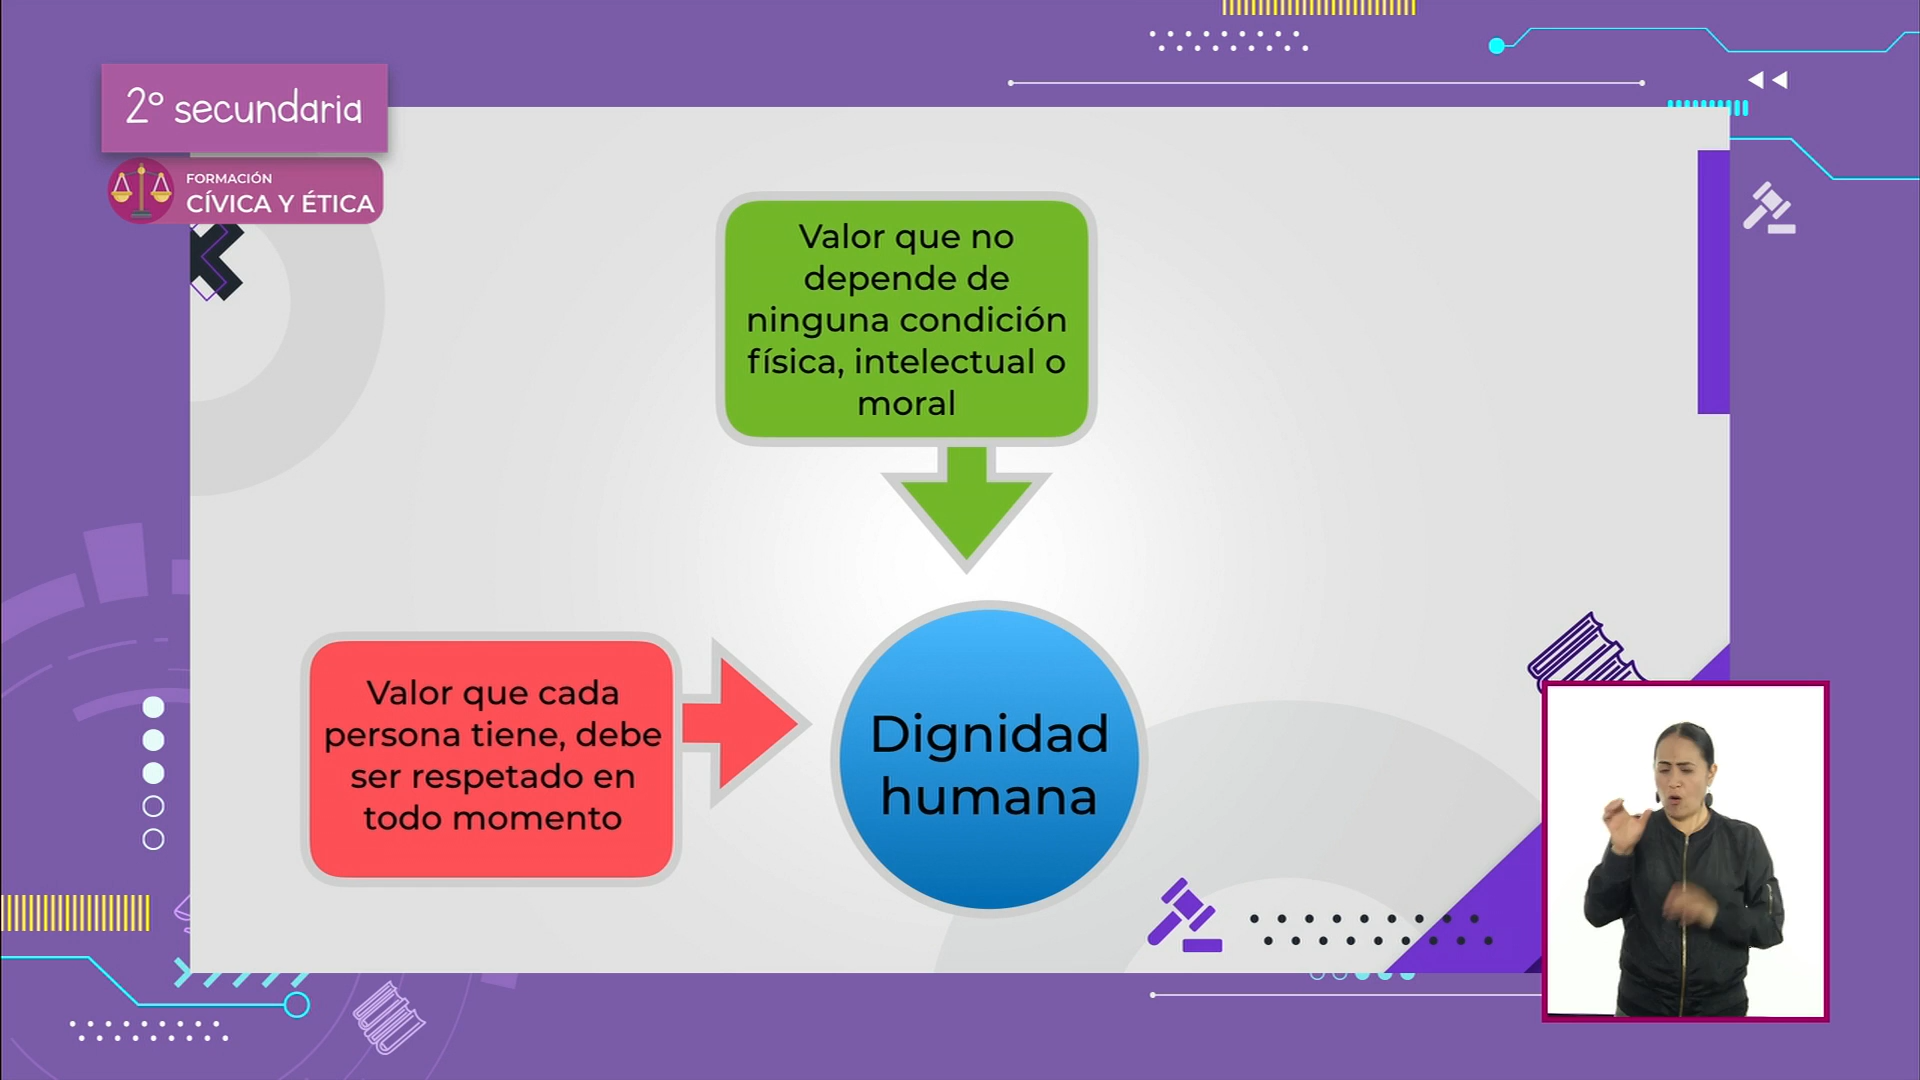 2° secundaria
FORMACIÓN
CÍVICA Y ÉTICA
Valor que no
depende de
ninguna condición
física, intelectual o
moral
Valor que cada
persona tiene, debe
ser respetado en
todo momento
Dignidad
humana